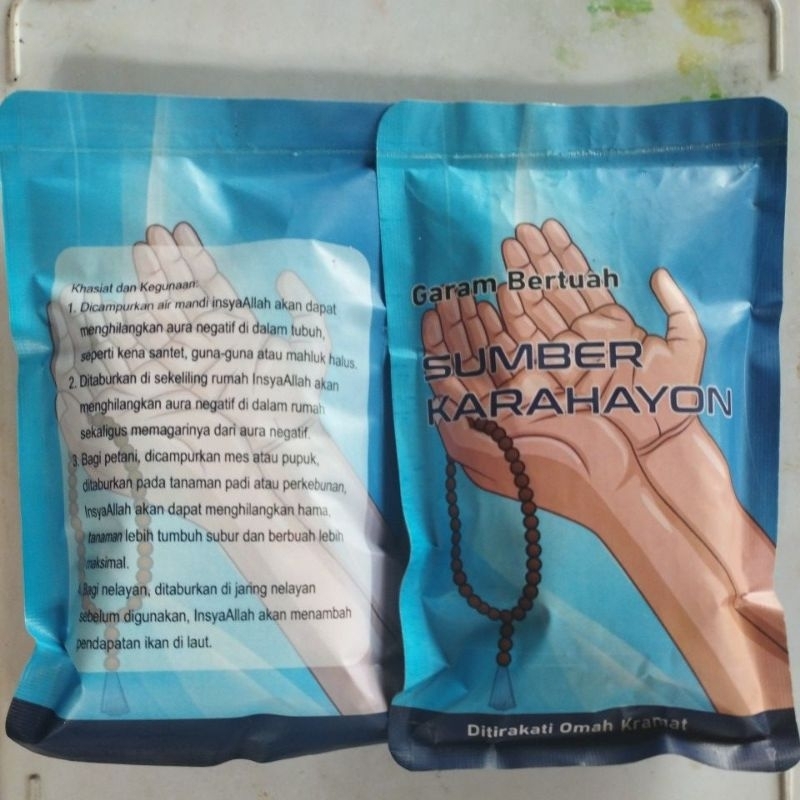 Khasiat dan Kegunaan:
1. Dicampurkan air mandi insyaAllah akan dapat
menghilangkan aura negatif di dalam tubuh,
seperti kena santet, guna-guna atau mahluk halus.
2. Ditaburkan di sekeliling rumah InsyaAllah akan
menghilangkan aura negatif di dalam rumah
sekaligus memagarinya dari aura negatif.
3. Bagi petani, dicampurkan mes atau pupuk,
ditaburkan pada tanaman padi atau perkebunan,
InsyaAllah akan dapat menghilangkan hama,
tanaman lebih tumbuh subur dan berbuah lebih
maksimal.
4. Bagi nelayan, ditaburkan di jaring nelayan
sebelum digunakan, InsyaAllah akan menambah
pendapatan ikan di laut.
Garam Bertuah
SUMBER
KARAHAYON
Ditirakati Omah Kramat